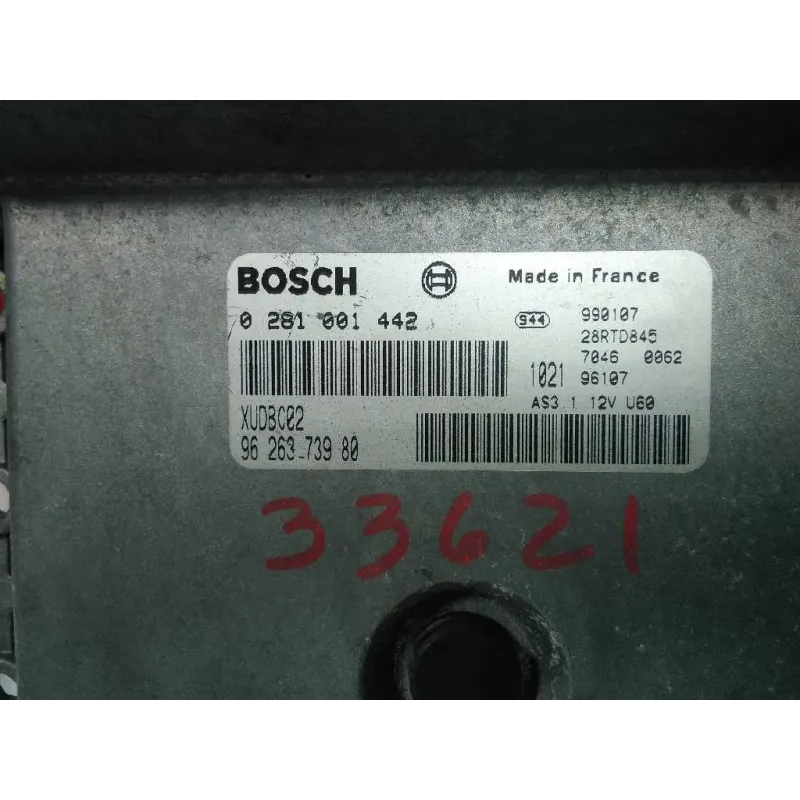 BOSCH Made in France
0 281 001 442 S44 990107
28RTD845
7046 0062
1021 96107
AS3.1 12V U60
XUDBC02
96 263 739 80
33621